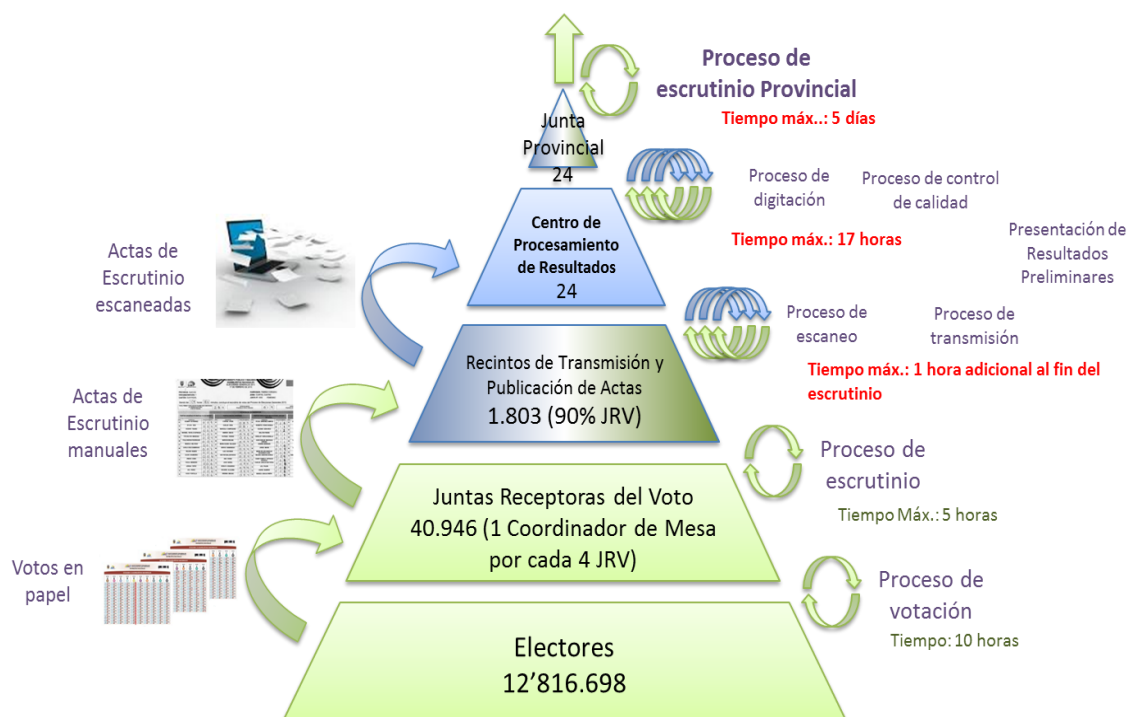 Proceso de
escrutinio Provincial
Tiempo máx..: 5 días
Junta
Provincial
24
Proceso de
digitación
Proceso de control
de calidad
Tiempo máx.: 17 horas
Presentación de
Resultados
Preliminares
Centro de
Procesamiento
de Resultados
24
Actas de
Escrutinio
escaneadas
Proceso de
escaneo
Proceso de
transmisión
Tiempo máx.: 1 hora adicional al fin del
escrutinio
Recintos de Transmisión y
Publicación de Actas
1.803 (90% JRV)
Actas de
Escrutinio
manuales
Proceso de
escrutinio
Tiempo Máx.: 5 horas
Juntas Receptoras del Voto
40.946 (1 Coordinador de Mesa
por cada 4 JRV)
Votos en
papel
Proceso de
votación
Tiempo: 10 horas
Electores
12’816.698